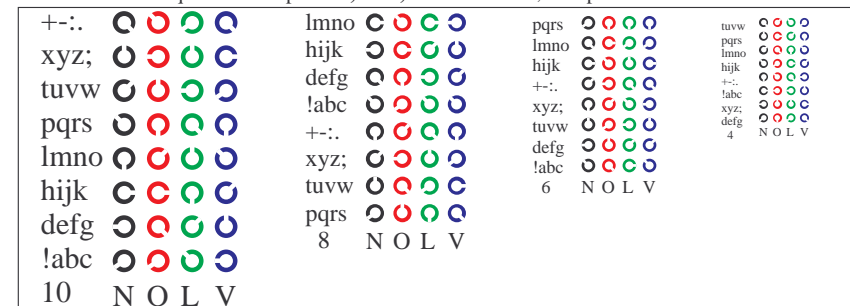 +-:.
xyz;
tuvw
pqrs
lmno
hijk
defg
!abc
10 N O L V
lmno
hijk
defg
!abc
+-:.
xyz;
tuvw
pqrs
8 N O L V
pqrs
lmno
hijk
+-:.
xyz;
tuvw
defg
!abc
6 N O L V
tuvw
pqrs
lmno
hijk
+-:.
!abc
xyz;
defg
4 N O L V